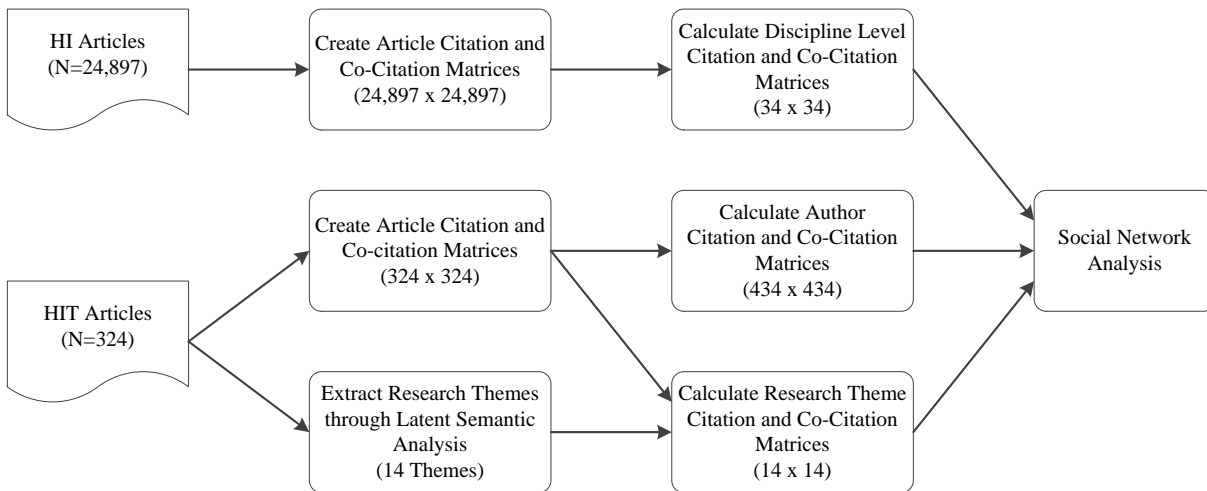 HI Articles
(N=24,897)
Create Article Citation and
Co-Citation Matrices
(24,897 x 24,897)
Calculate Discipline Level
Citation and Co-Citation
Matrices
(34 x 34)
HIT Articles
(N=324)
Create Article Citation and
Co-citation Matrices
(324 x 324)
Calculate Author
Citation and Co-Citation
Matrices
(434 x 434)
Extract Research Themes
through Latent Semantic
Analysis
(14 Themes)
Calculate Research Theme
Citation and Co-Citation
Matrices
(14 x 14)
Social Network
Analysis